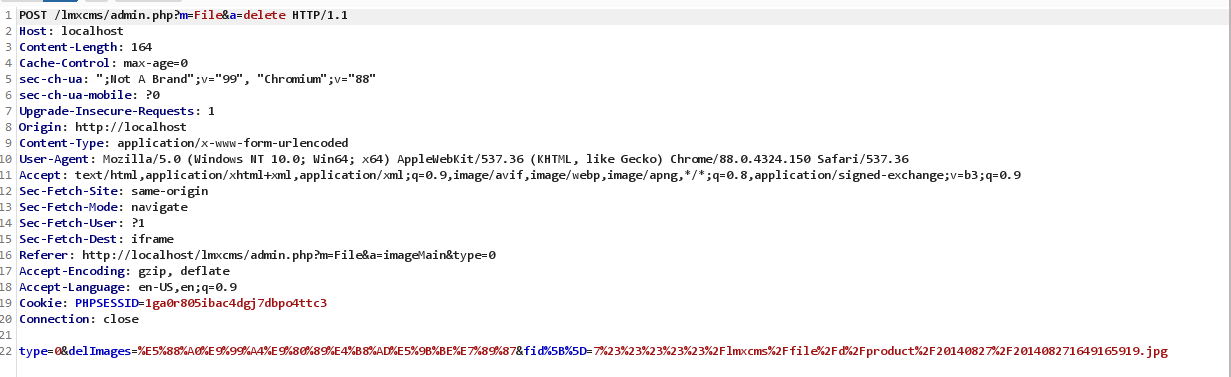 1 POST /lmxcms/admin.php?m=File&a=delete HTTP/1.1
2 Host: localhost
3 Content-Length: 164
4 Cache-Control: max-age=0
5 sec-ch-ua: ";Not A Brand";v="99", "Chromium";v="88"
6 sec-ch-ua-mobile: ?0
7 Upgrade-Insecure-Requests: 1
8 Origin: http://localhost
9 Content-Type: application/x-www-form-urlencoded
10 User-Agent: Mozilla/5.0 (Windows NT 10.0; Win64; x64) AppleWebKit/537.36 (KHTML, like Gecko) Chrome/88.0.4324.150 Safari/537.36
11 Accept: text/html,application/xhtml+xml,application/xml;q=0.9,image/avif,image/webp,image/apng,*/*;q=0.8,application/signed-exchange;v=b3;q=0.9
12 Sec-Fetch-Site: same-origin
13 Sec-Fetch-Mode: navigate
14 Sec-Fetch-User: ?1
15 Sec-Fetch-Dest: iframe
16 Referer: http://localhost/lmxcms/admin.php?m=File&a=imageMain&type=0
17 Accept-Encoding: gzip, deflate
18 Accept-Language: en-US,en;q=0.9
19 Cookie: PHPSESSID=1ga0r805ibac4dgj7dbpo4ttc3
20 Connection: close
21
22 type=0&delImages=%E5%88%A0%E9%99%A4%E9%80%89%E4%B8%AD%E5%9B%BE%E7%89%87&fid%5B%5D=7%23%23%23%23%23%2Flmxcms%2Ffile%2Fd%2Fproduct%2F20140827%2F201408271649165919.jpg